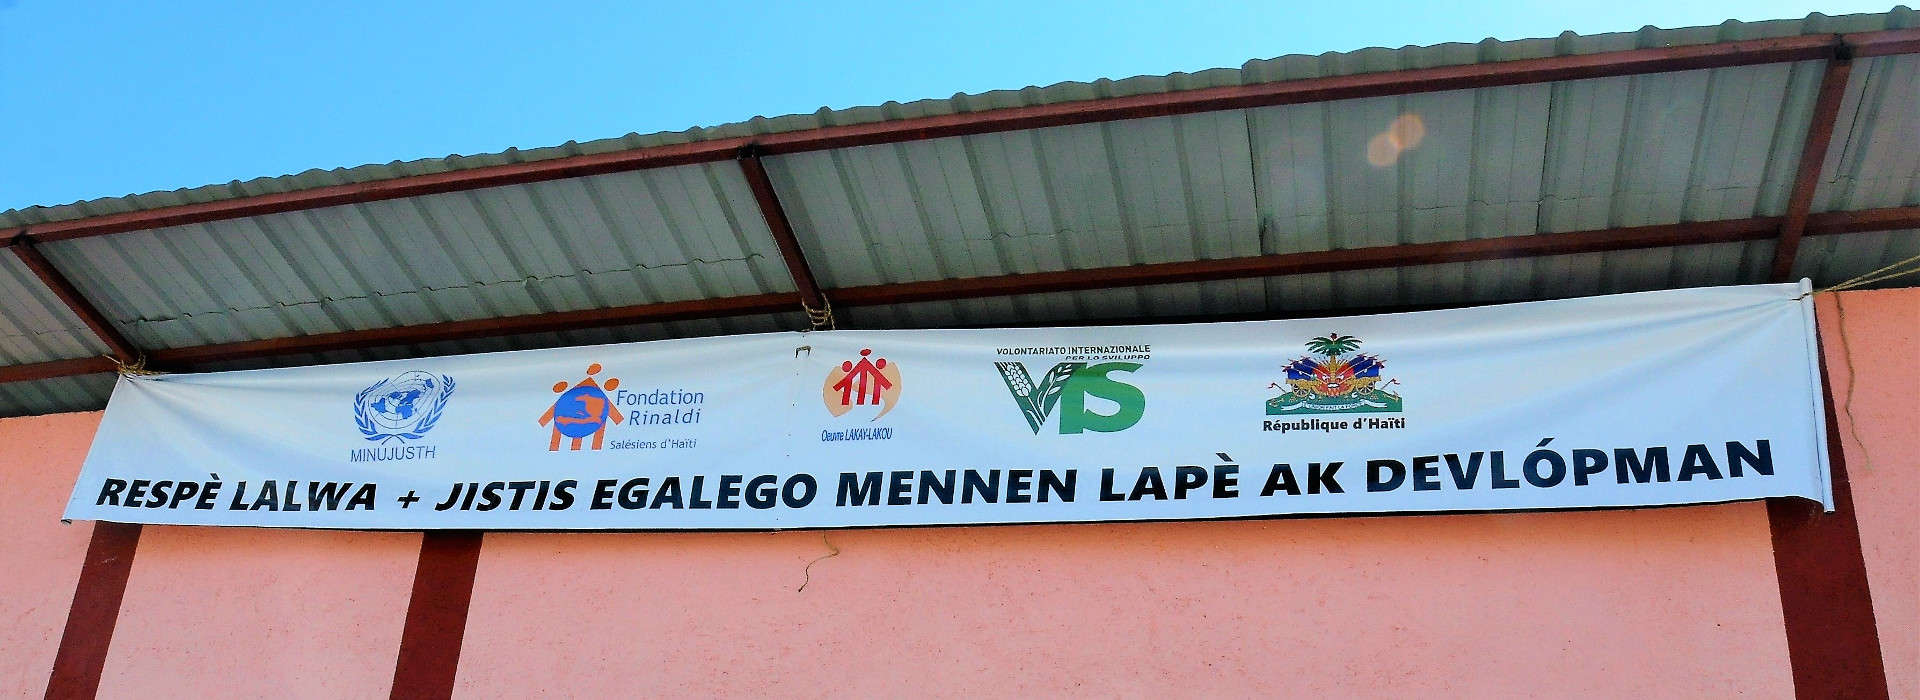 MINUJUSTH
Fondation
Rinaldi
Salésiens d'Haïti
Oeuvre LAKAY-LAKOU
VOLONTARIATO INTERNAZIONALE
PER LO SVILUPPO
VIS
République d'Haïti
RESPÈ LALWA + JISTIS EGALEGO MENNEN LAPÈ AK DEVLÓPMAN